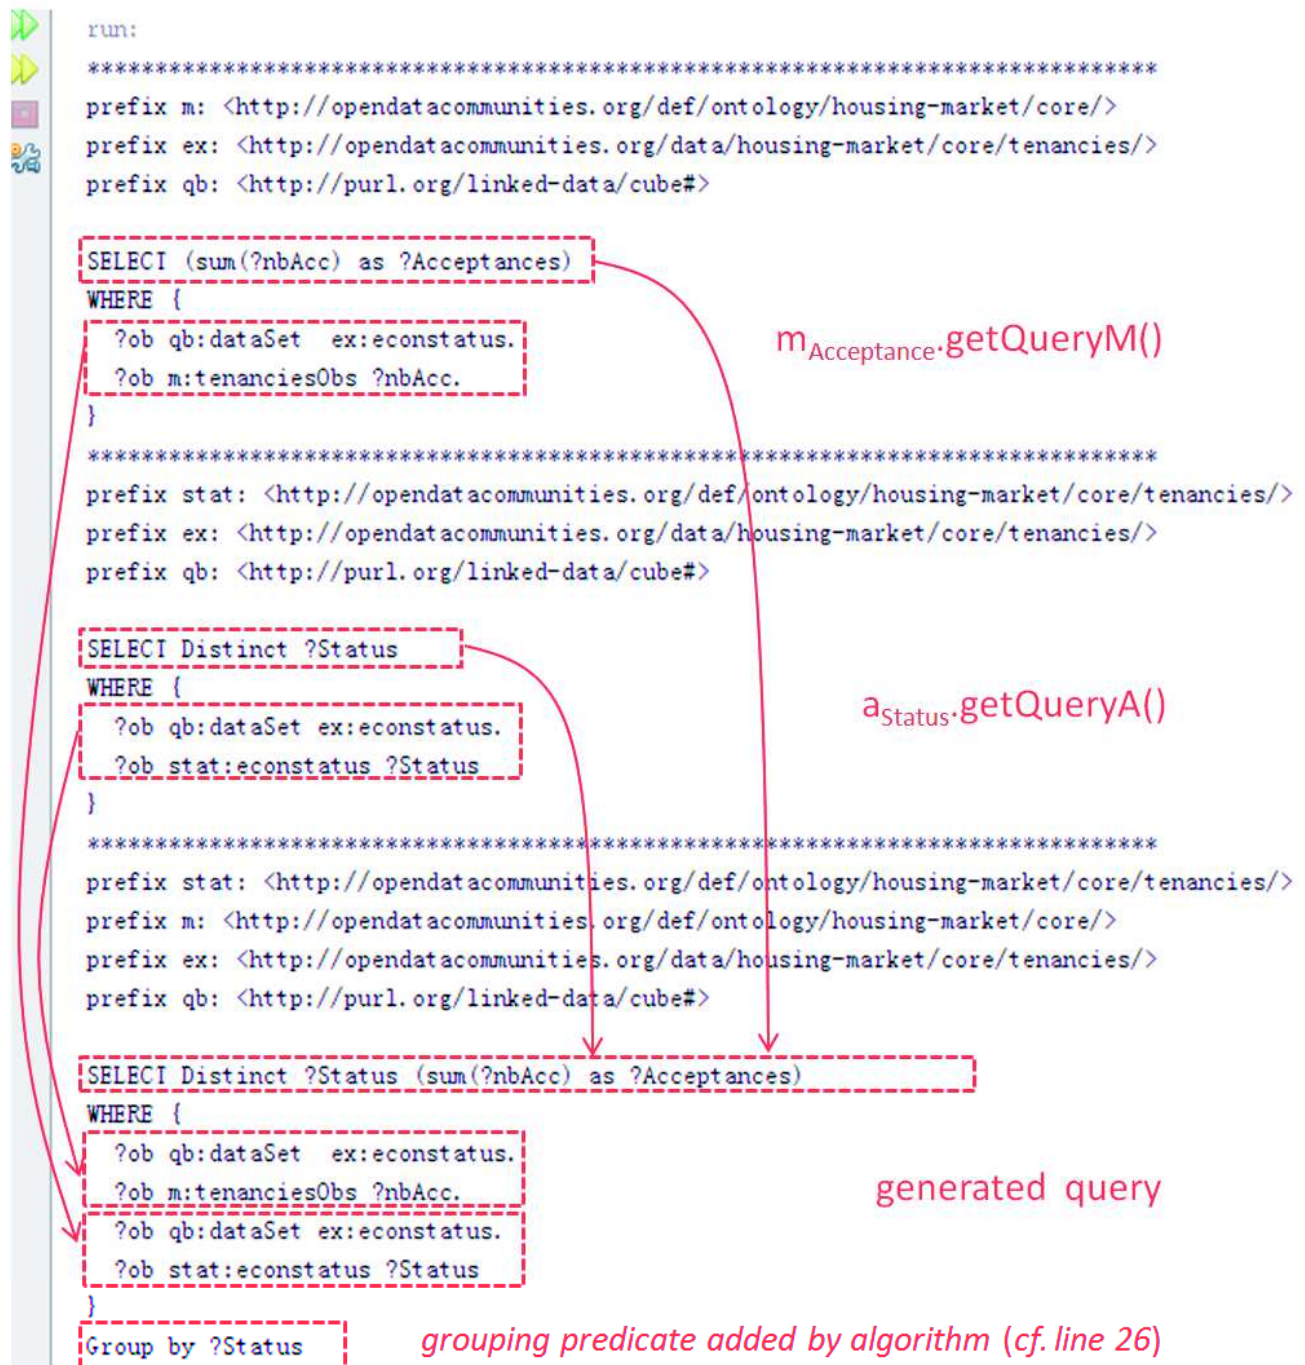 run:
*******************************************************************************
prefix m: <http://opendatacommunities.org/def/ontology/housing-market/core/>
prefix ex: <http://opendatacommunities.org/data/housing-market/core/tenancies/>
prefix qb: <http://purl.org/linked-data/cube#>
SELECT (sum(?nbAcc) as ?Acceptances)
WHERE {
?ob qb:dataSet ex:econstatus.
?ob m:tenanciesObs ?nbAcc.
}
mAcceptance.getQueryM()
*******************************************************************************
prefix stat: <http://opendatacommunities.org/def/ontology/housing-market/core/tenancies/>
prefix ex: <http://opendatacommunities.org/data/housing-market/core/tenancies/>
prefix qb: <http://purl.org/linked-data/cube#>
SELECT Distinct ?Status
WHERE {
?ob qb:dataSet ex:econstatus.
?ob stat:econstatus ?Status
}
aStatus.getQueryA()
*******************************************************************************
prefix stat: <http://opendatacommunities.org/def/ontology/housing-market/core/tenancies/>
prefix m: <http://opendatacommunities.org/def/ontology/housing-market/core/>
prefix ex: <http://opendatacommunities.org/data/housing-market/core/tenancies/>
prefix qb: <http://purl.org/linked-data/cube#>
SELECT Distinct ?Status (sum(?nbAcc) as ?Acceptances)
WHERE {
?ob qb:dataSet ex:econstatus.
?ob m:tenanciesObs ?nbAcc.
?ob qb:dataSet ex:econstatus.
?ob stat:econstatus ?Status
}
generated query
Group by ?Status
grouping predicate added by algorithm (cf. line 26)